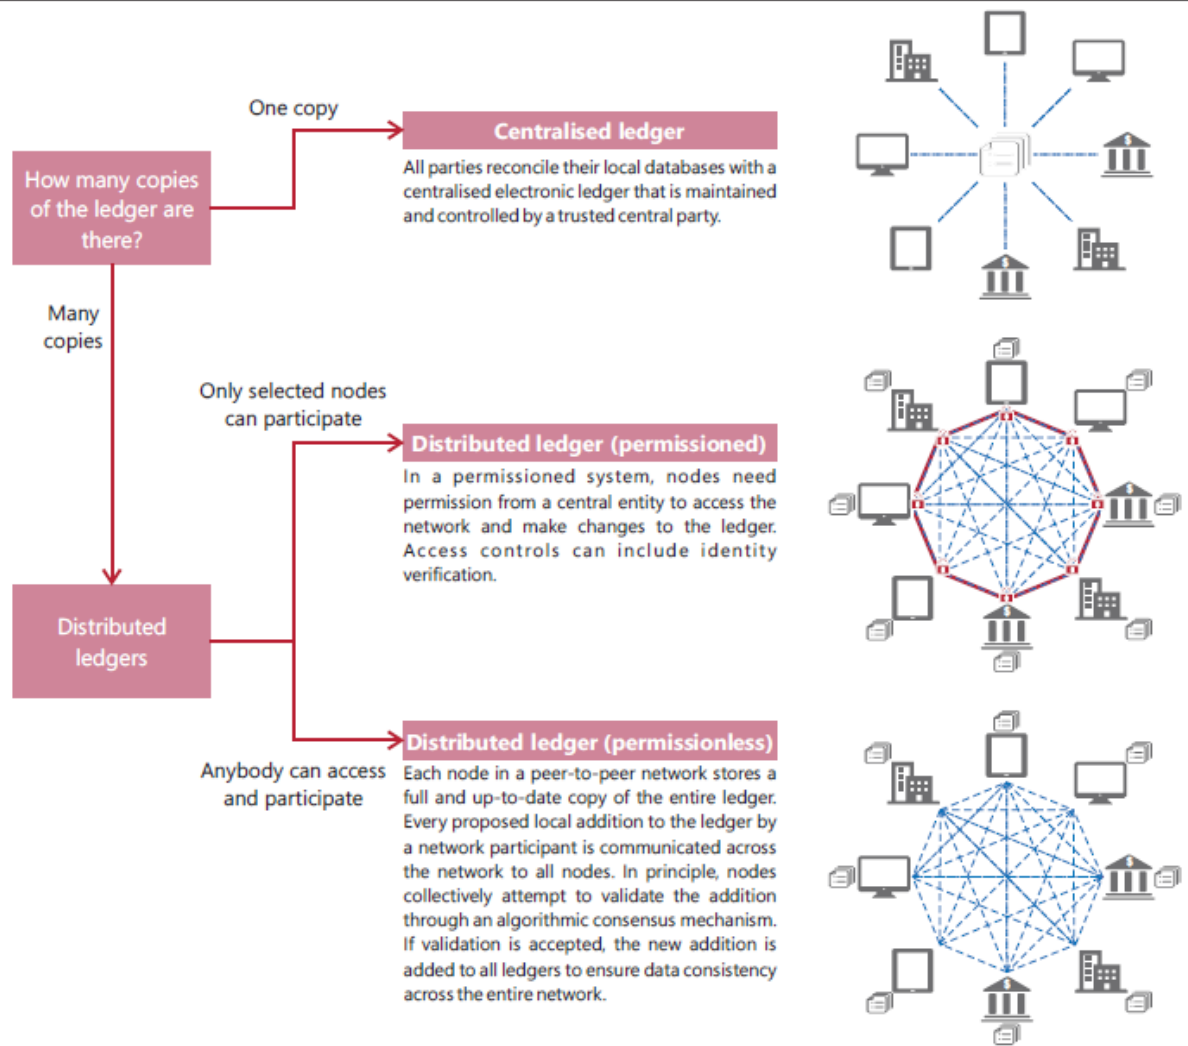 One copy
Centralised ledger
All parties reconcile their local databases with a
centralised electronic ledger that is maintained
and controlled by a trusted central party.
How many copies
of the ledger are
there?
Many
copies
Only selected nodes
can participate
Distributed ledger (permissioned)
In a permissioned system, nodes need
permission from a central entity to access the
network and make changes to the ledger.
Access controls can include identity
verification.
Distributed
ledgers
Anybody can access
and participate
Distributed ledger (permissionless)
Each node in a peer-to-peer network stores a
full and up-to-date copy of the entire ledger.
Every proposed local addition to the ledger by
a network participant is communicated across
the network to all nodes. In principle, nodes
collectively attempt to validate the addition
through an algorithmic consensus mechanism.
If validation is accepted, the new addition is
added to all ledgers to ensure data consistency
across the entire network.